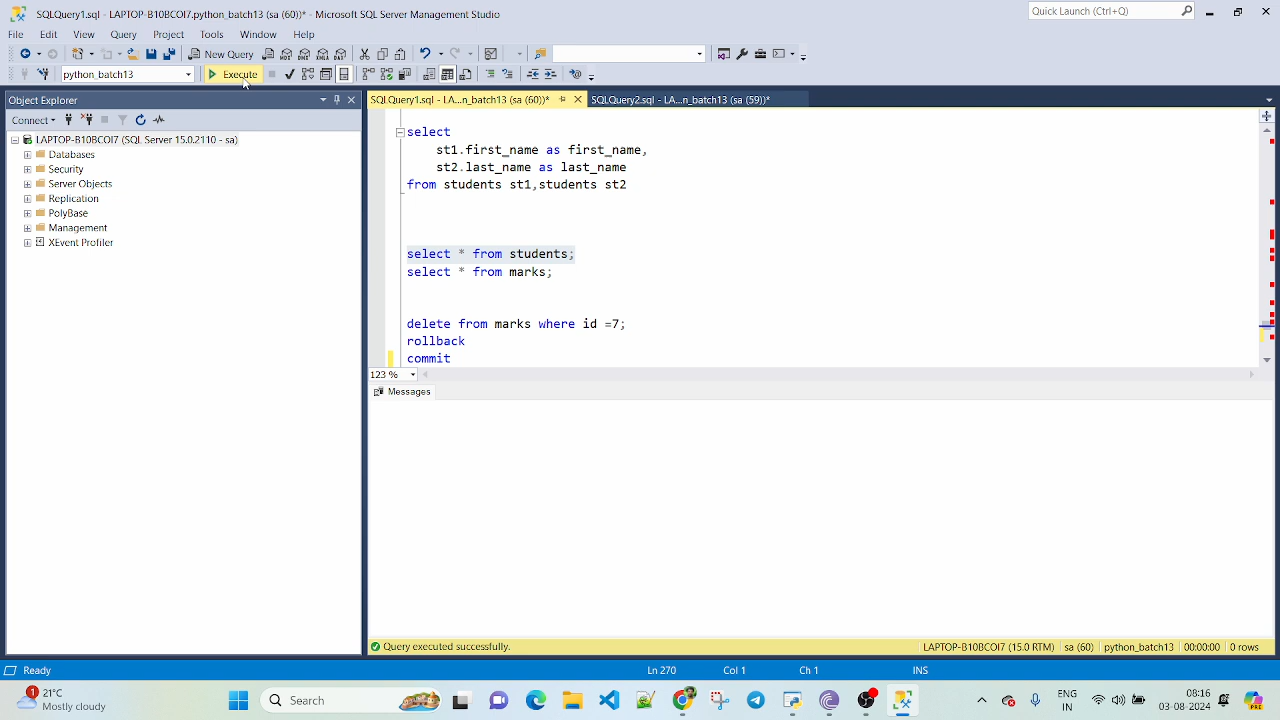 SQLQuery1.sql - LAPTOP-B10BCOI7.python_batch13 (sa (60))* - Microsoft SQL Server Management Studio
Quick Launch (Ctrl+Q)
File Edit View Query Project Tools Window Help
New Query
python_batch13 Execute
Object Explorer
SQLQuery1.sql - LA...n_batch13 (sa (60))* SQLQuery2.sql - LA...n_batch13 (sa (59))*
Connect
LAPTOP-B10BCOI7 (SQL Server 15.0.2110 - sa)
Databases
Security
Server Objects
Replication
PolyBase
Management
XEvent Profiler
select
st1.first_name as first_name,
st2.last_name as last_name
from students st1,students st2
select * from students;
select * from marks;
delete from marks where id =7;
rollback
commit
123 %
Messages
Query executed successfully. LAPTOP-B10BCOI7 (15.0 RTM) sa (60) python_batch13 00:00:00 0 rows
Ready Ln 270 Col 1 Ch 1 INS
1 21°C
Mostly cloudy
Search
ENG
IN
08:16
03-08-2024